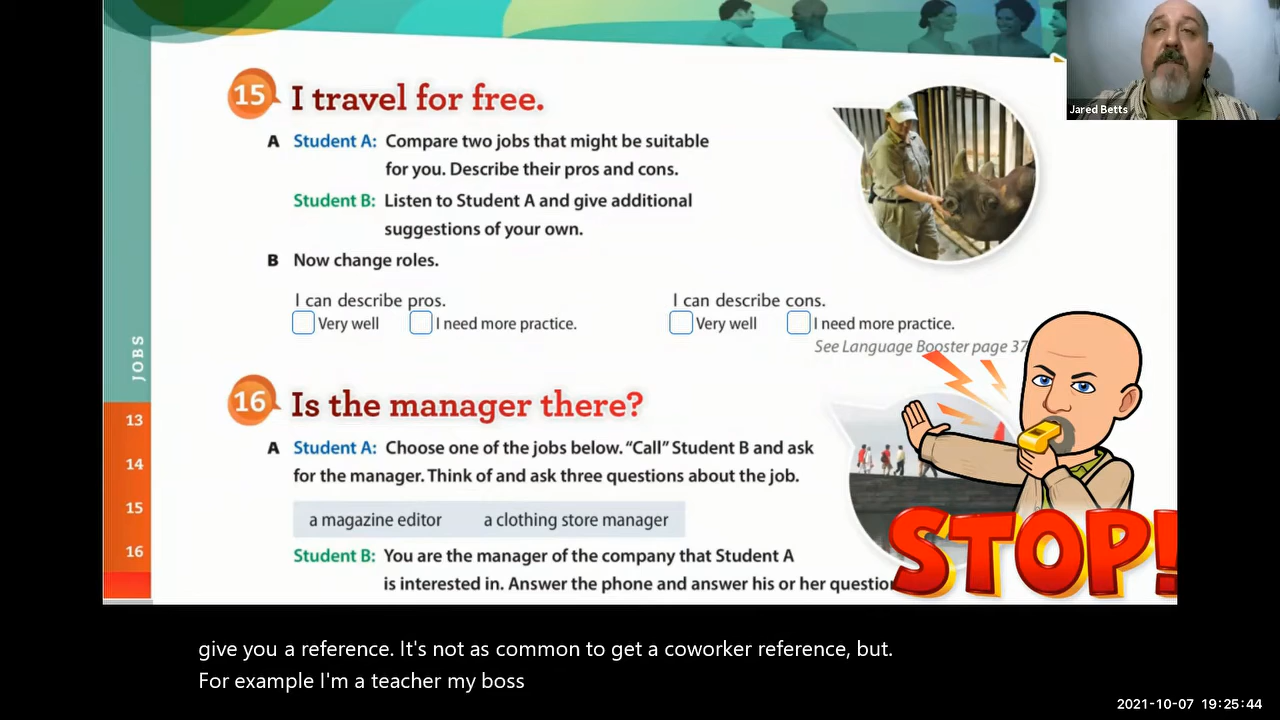 Jared Betts
15 I travel for free.
A Student A: Compare two jobs that might be suitable
for you. Describe their pros and cons.
Student B: Listen to Student A and give additional
suggestions of your own.
B Now change roles.
I can describe pros.
Very well I need more practice.
I can describe cons.
Very well I need more practice.
See Language Booster page 37
JOBS
13
14
15
16
16 Is the manager there?
A Student A: Choose one of the jobs below. “Call” Student B and ask
for the manager. Think of and ask three questions about the job.
a magazine editor a clothing store manager
Student B: You are the manager of the company that Student A
is interested in. Answer the phone and answer his or her
STOP!
give you a reference. It's not as common to get a coworker reference, but.
For example I'm a teacher my boss
2021-10-07 19:25:44